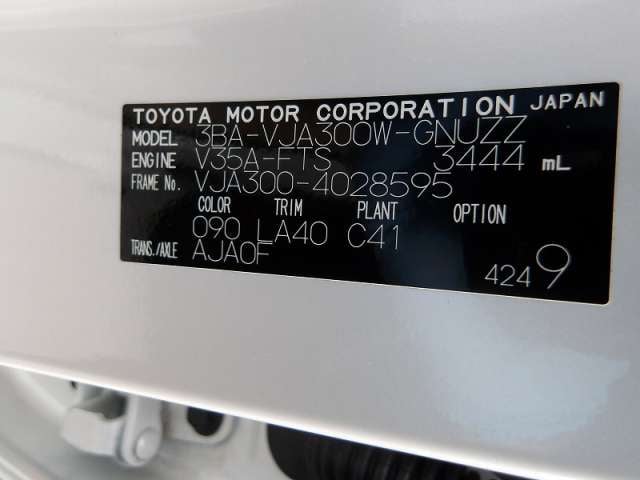 TOYOTA MOTOR CORPORATION JAPAN
MODEL 3BA-VJA300W-GNUZZ
ENGINE V35A-FTS 3444 mL
FRAME No. VJA300-4028595
COLOR TRIM PLANT OPTION
090 LA40 C41
TRANS./AXLE AJA0F
4249